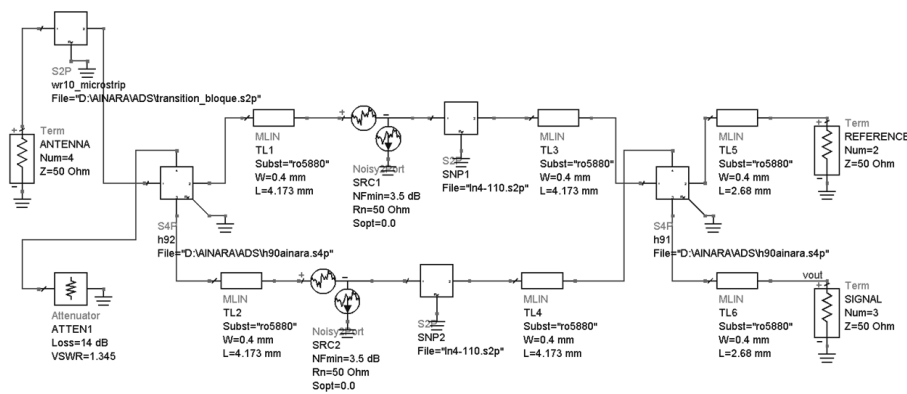 S2P
wr10_microstrip
File="D:\AINARA\ADS\transition_bloque.s2p"
Term
ANTENNA
Num=4
Z=50 Ohm
MLIN
TL1
Subst="ro5880"
W=0.4 mm
L=4.173 mm
Noisy2Port
SRC1
NFmin=3.5 dB
Rn=50 Ohm
Sopt=0.0
S2P
SNP1
File="ln4-110.s2p"
MLIN
TL3
Subst="ro5880"
W=0.4 mm
L=4.173 mm
MLIN
TL5
Subst="ro5880"
W=0.4 mm
L=2.68 mm
Term
REFERENCE
Num=2
Z=50 Ohm
S4P
h92
File="D:\AINARA\ADS\h90ainara.s4p"
S4P
h91
File="D:\AINARA\ADS\h90ainara.s4p"
Attenuator
ATTEN1
Loss=14 dB
VSWR=1.345
MLIN
TL2
Subst="ro5880"
W=0.4 mm
L=4.173 mm
Noisy2Port
SRC2
NFmin=3.5 dB
Rn=50 Ohm
Sopt=0.0
S2P
SNP2
File="ln4-110.s2p"
MLIN
TL4
Subst="ro5880"
W=0.4 mm
L=4.173 mm
MLIN
TL6
Subst="ro5880"
W=0.4 mm
L=2.68 mm
vout
Term
SIGNAL
Num=3
Z=50 Ohm